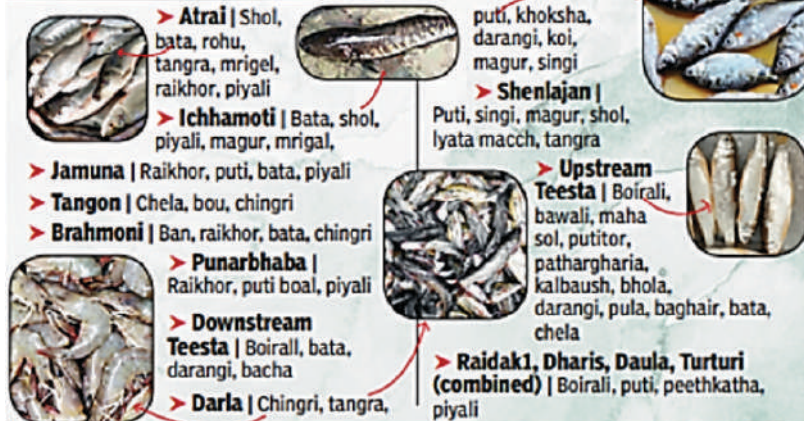 ➤ Atrai | Shol,
bata, rohu,
tangra, mrigel,
raikhor, piyali
➤ Ichhamoti | Bata, shol,
piyali, magur, mrigal,
➤ Jamuna | Raikhor, puti, bata, piyali
➤ Tangon | Chela, bou, chingri
➤ Brahmoni | Ban, raikhor, bata, chingri
➤ Punarbhaba |
Raikhor, puti boal, piyali
➤ Downstream
Teesta | Boirall, bata,
darangi, bacha
➤ Darla | Chingri, tangra,
puti, khoksha,
darangi, koi,
magur, singi
➤ Shenlajan |
Puti, singi, magur, shol,
lyata macch, tangra
➤ Upstream
Teesta | Boirali,
bawali, maha
sol, putitor,
pathargharia,
kalbaush, bhola,
darangi, pula, baghair, bata,
chela
➤ Raidak1, Dharis, Daula, Turturi
(combined) | Boirali, puti, peethkatha,
piyali